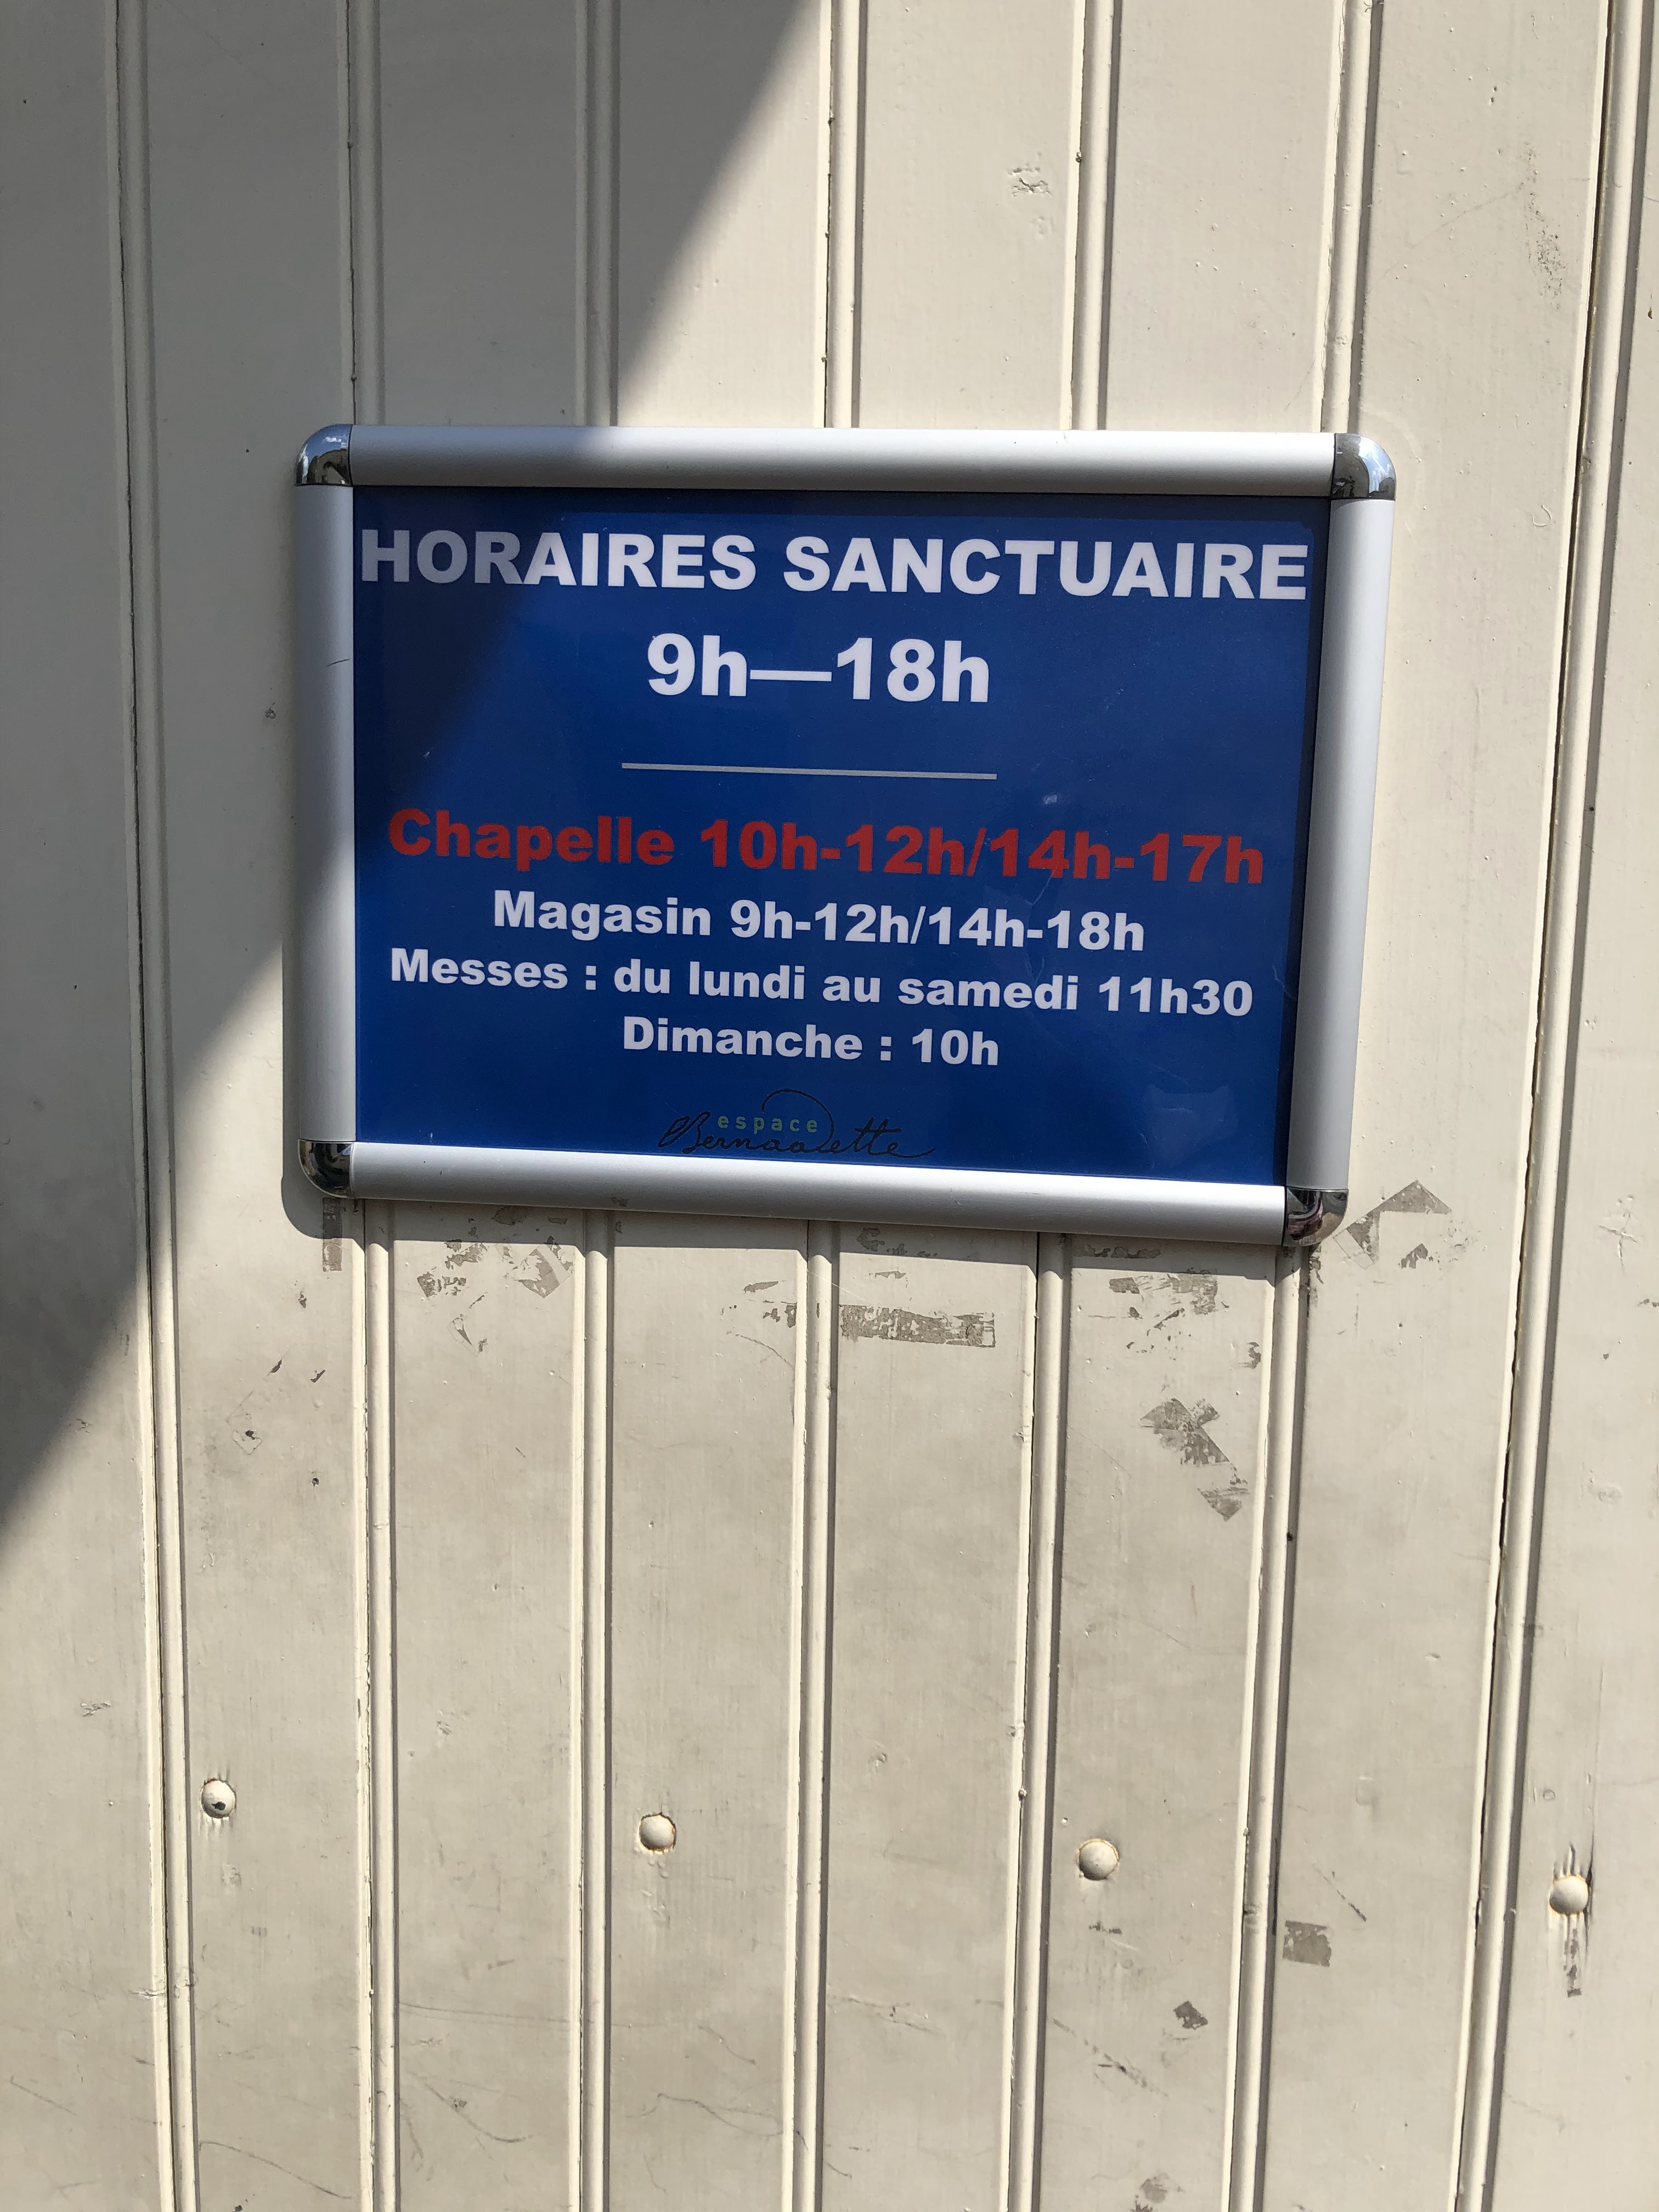 HORAIRES SANCTUAIRE
9h—18h
Chapelle 10h-12h/14h-17h
Magasin 9h-12h/14h-18h
Messes : du lundi au samedi 11h30
Dimanche : 10h
espace
Bernadette